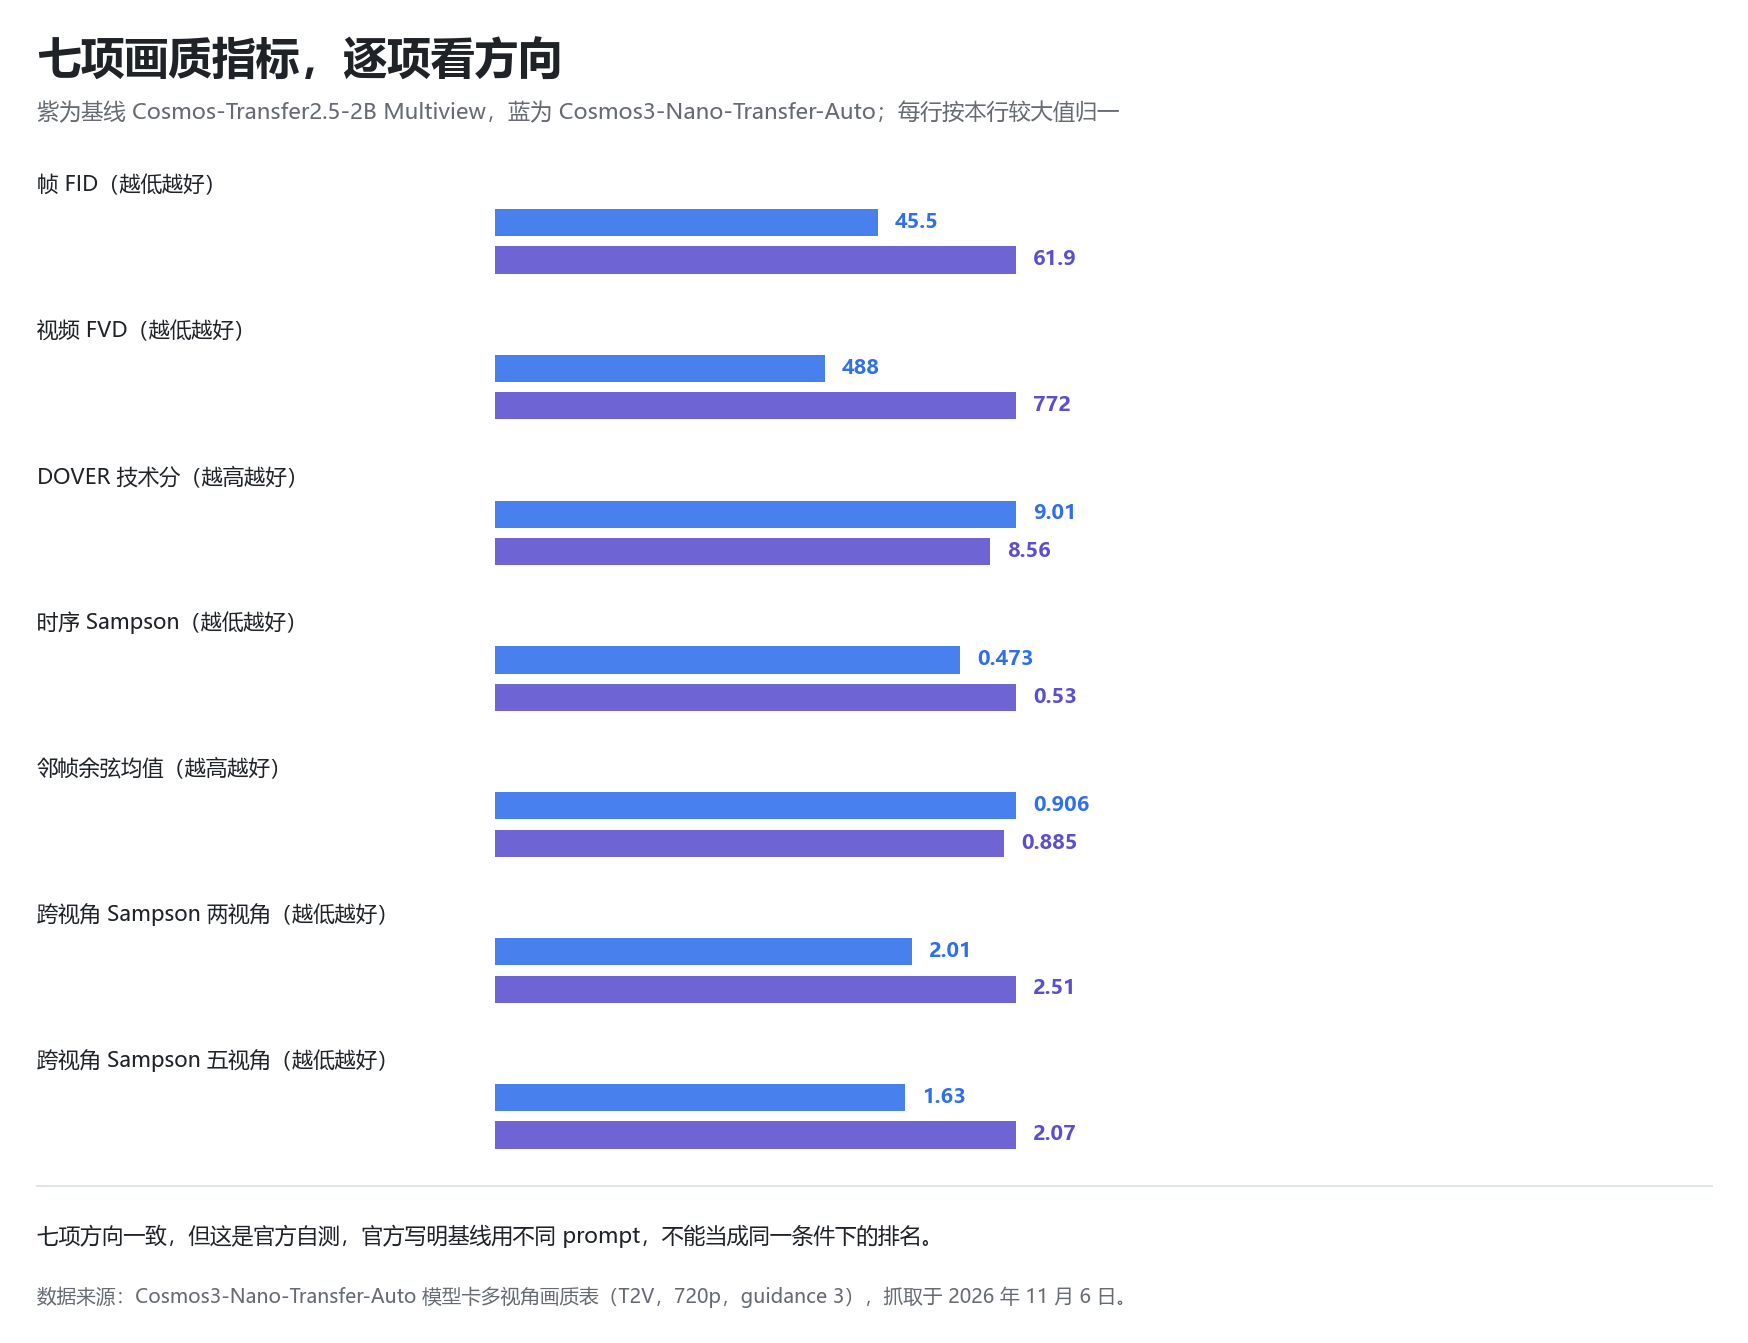 七项画质指标，逐项看方向
紫为基线 Cosmos-Transfer2.5-2B Multiview，蓝为 Cosmos3-Nano-Transfer-Auto；每行按本行较大值归一
帧 FID（越低越好）
45.5
61.9
视频 FVD（越低越好）
488
772
DOVER 技术分（越高越好）
9.01
8.56
时序 Sampson（越低越好）
0.473
0.53
邻帧余弦均值（越高越好）
0.906
0.885
跨视角 Sampson 两视角（越低越好）
2.01
2.51
跨视角 Sampson 五视角（越低越好）
1.63
2.07
七项方向一致，但这是官方自测，官方写明基线用不同 prompt，不能当成同一条件下的排名。
数据来源：Cosmos3-Nano-Transfer-Auto 模型卡多视角画质表（T2V，720p，guidance 3），抓取于 2026 年 11 月 6 日。